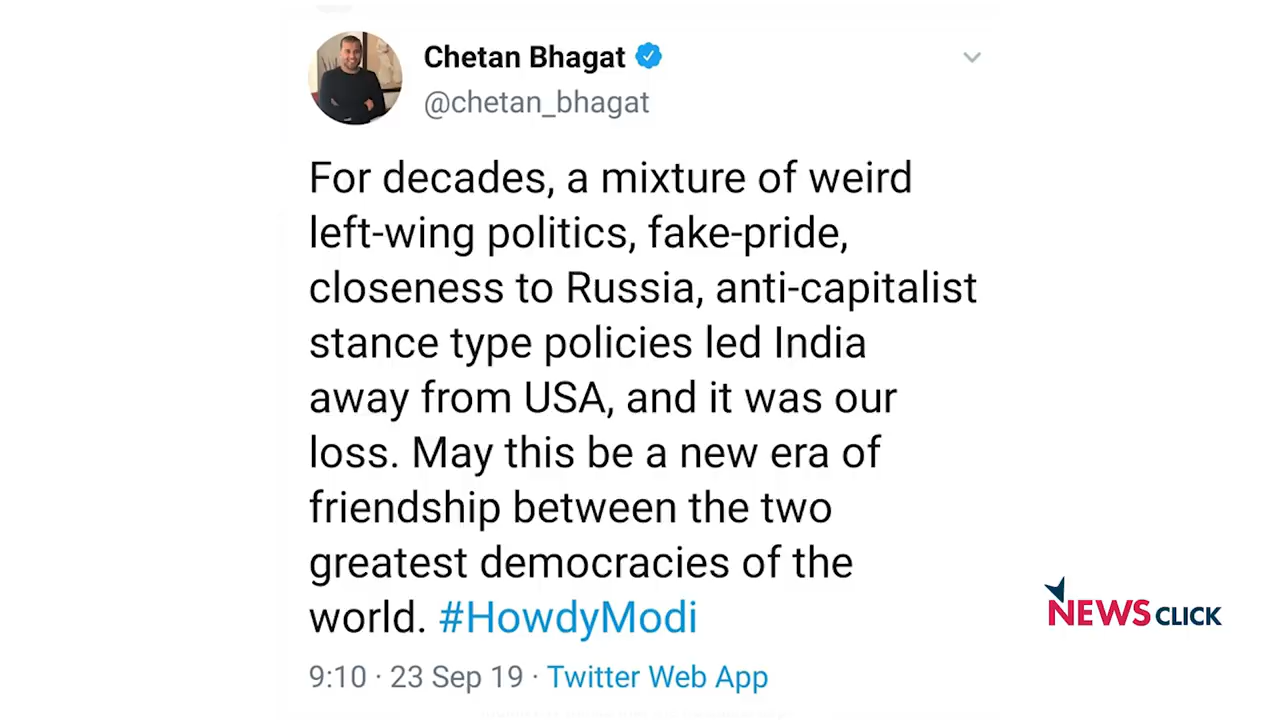 Chetan Bhagat
@chetan_bhagat
For decades, a mixture of weird
left-wing politics, fake-pride,
closeness to Russia, anti-capitalist
stance type policies led India
away from USA, and it was our
loss. May this be a new era of
friendship between the two
greatest democracies of the
world. #HowdyModi
NEWSCLICK
9:10 · 23 Sep 19 · Twitter Web App